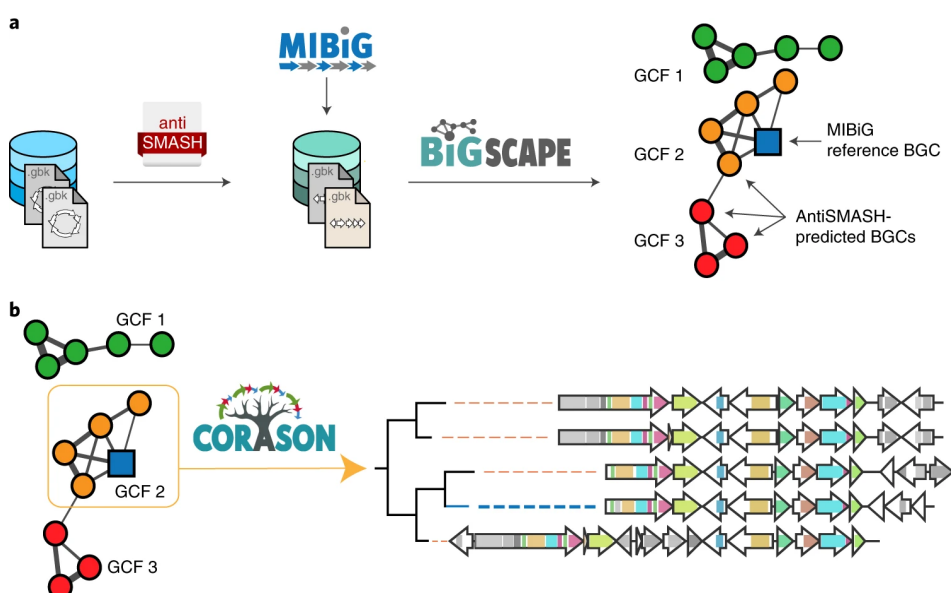 a
MIBiG
anti
SMASH
.gbk
.gbk
.gbk
.gbk
BiGSCAPE
GCF 1
GCF 2
GCF 3
MIBiG
reference BGC
AntiSMASH-
predicted BGCs
b
GCF 1
GCF 2
GCF 3
CORASON